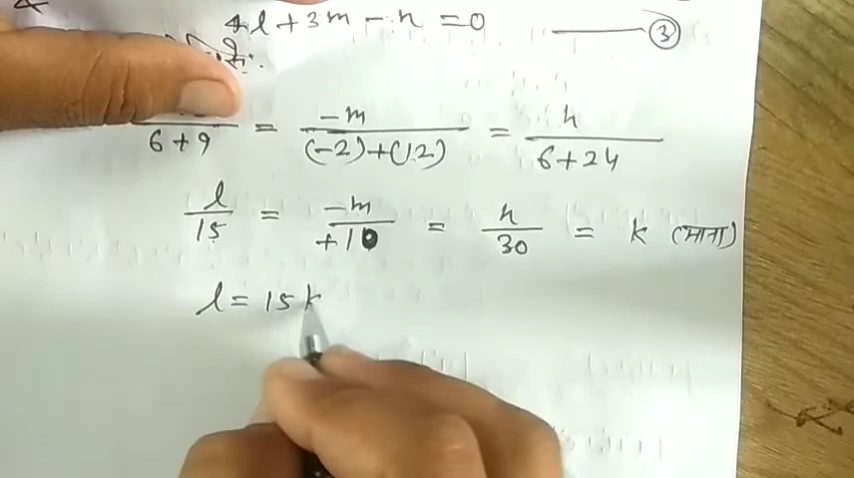 4l + 3m - n = 0 ——— ③
/ 6+9 = -m / (-2)+(12) = n / 6+24
l / 15 = -m / +10 = n / 30 = k (माना)
l = 15k